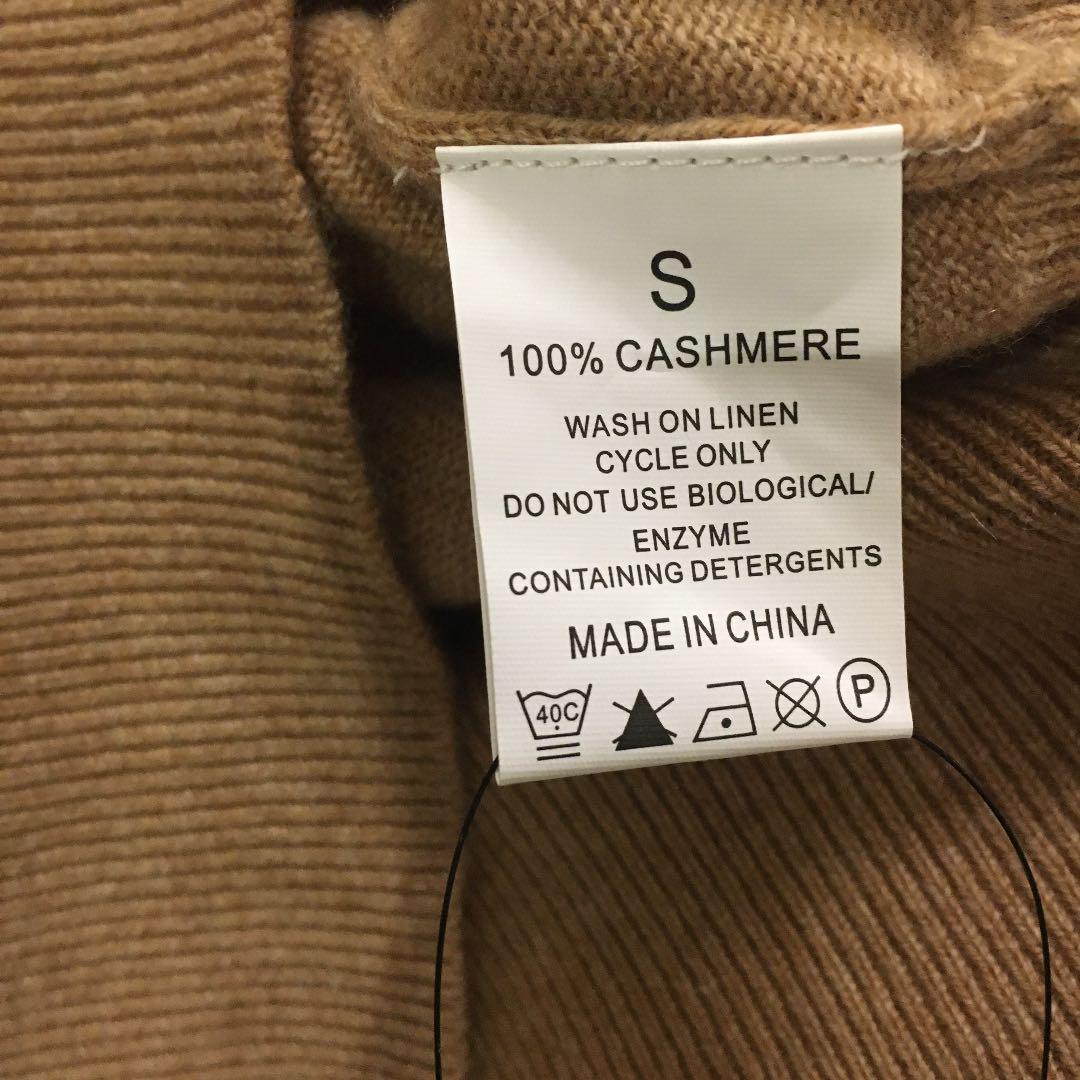 S
100% CASHMERE
WASH ON LINEN
CYCLE ONLY
DO NOT USE BIOLOGICAL/
ENZYME
CONTAINING DETERGENTS
MADE IN CHINA
40C P